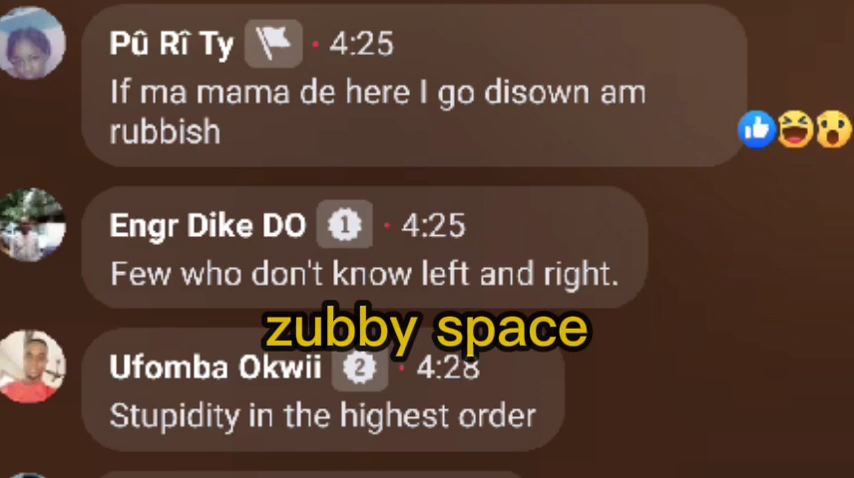 Pû Rî Ty · 4:25
If ma mama de here I go disown am
rubbish
Engr Dike DO 1 · 4:25
Few who don't know left and right.
zubby space
Ufomba Okwii 2 · 4:28
Stupidity in the highest order